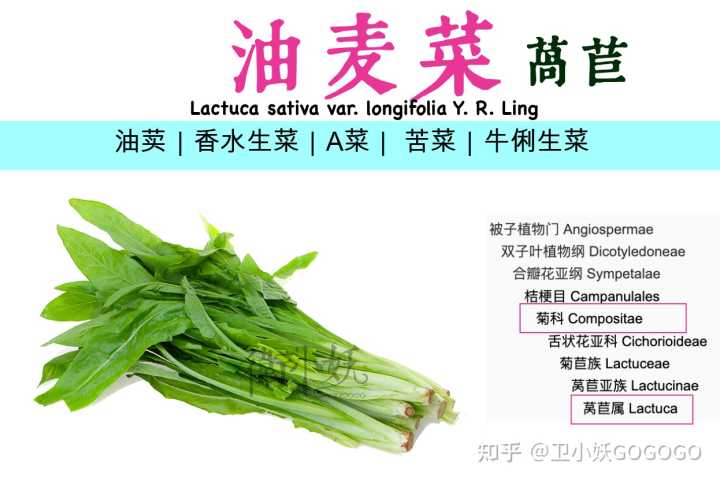 油麦菜 莴苣
Lactuca sativa var. longifolia Y. R. Ling
油荬 | 香水生菜 | A菜 | 苦菜 | 牛俐生菜
被子植物门 Angiospermae
双子叶植物纲 Dicotyledoneae
合瓣花亚纲 Sympetalae
桔梗目 Campanulales
菊科 Compositae
舌状花亚科 Cichorioideae
菊苣族 Lactuceae
莴苣亚族 Lactucinae
莴苣属 Lactuca
知乎 @卫小妖GOGOGO